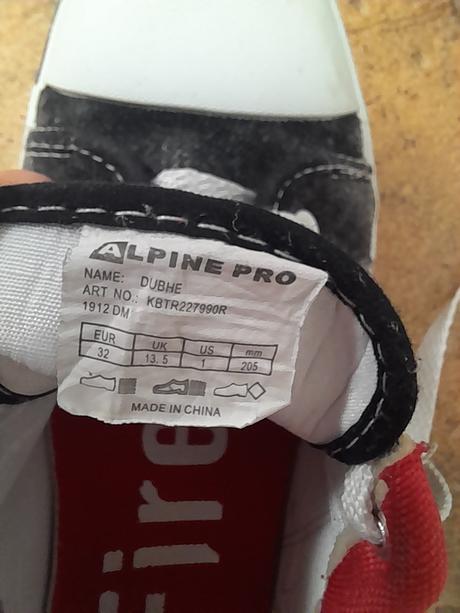 ALPINE PRO
NAME: DUBHE
ART NO.: KBTR227990R
1912 DM
EUR UK US mm
32 13.5 1 205
MADE IN CHINA
Fire